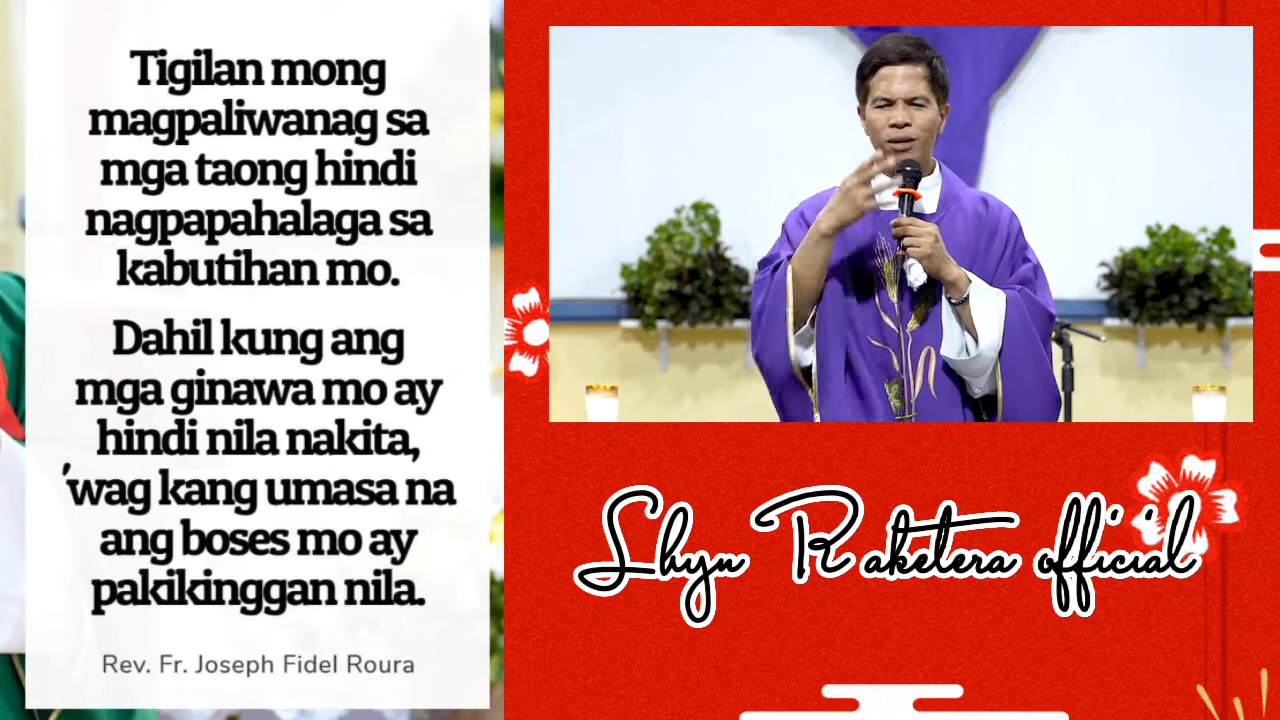 Tigilan mong
magpaliwanag sa
mga taong hindi
nagpapahalaga sa
kabutihan mo.
Dahil kung ang
mga ginawa mo ay
hindi nila nakita,
'wag kang umasa na
ang boses mo ay
pakikinggan nila.
Rev. Fr. Joseph Fidel Roura
Lhyn Raketera official